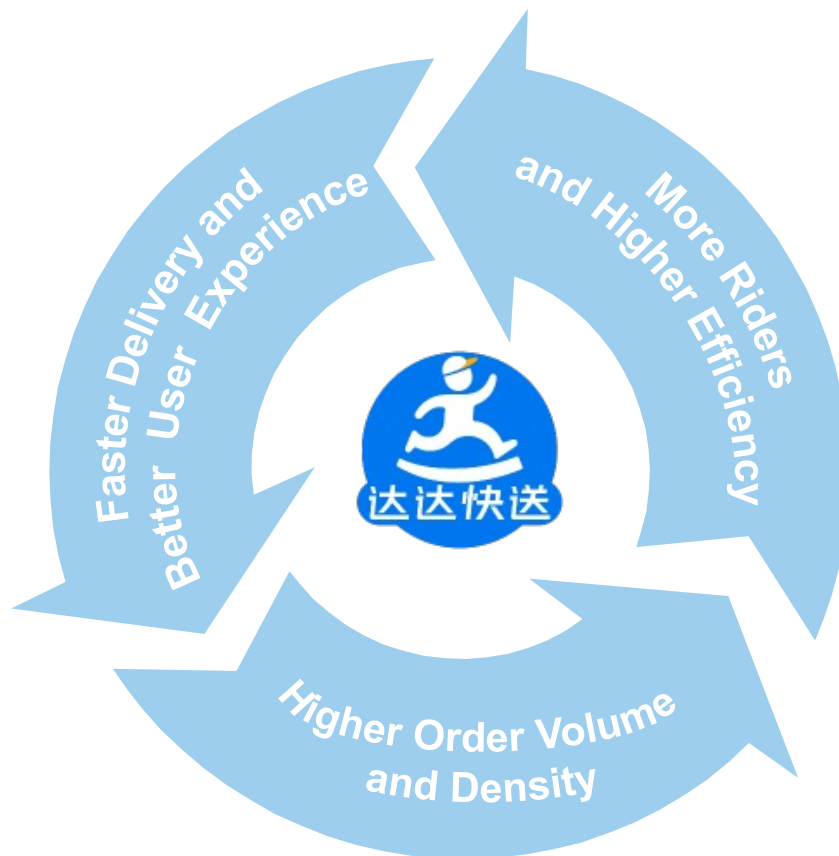 Faster Delivery and
Better User Experience
More Riders
and Higher Efficiency
达达快送
Higher Order Volume
and Density